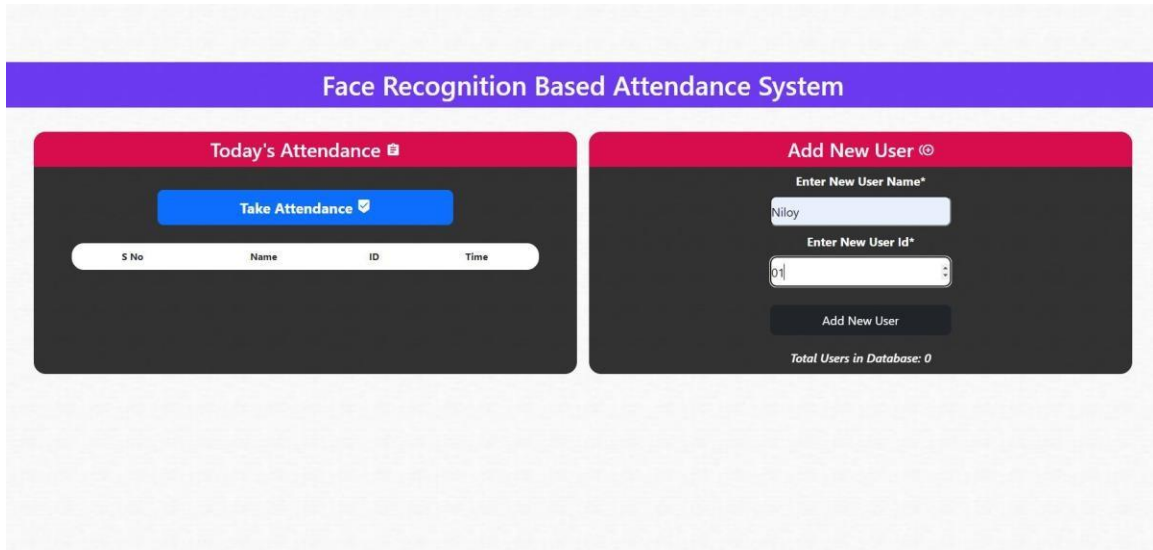 Face Recognition Based Attendance System
Today's Attendance
Take Attendance
S No Name ID Time
Add New User
Enter New User Name*
Niloy
Enter New User Id*
01
Add New User
Total Users in Database: 0